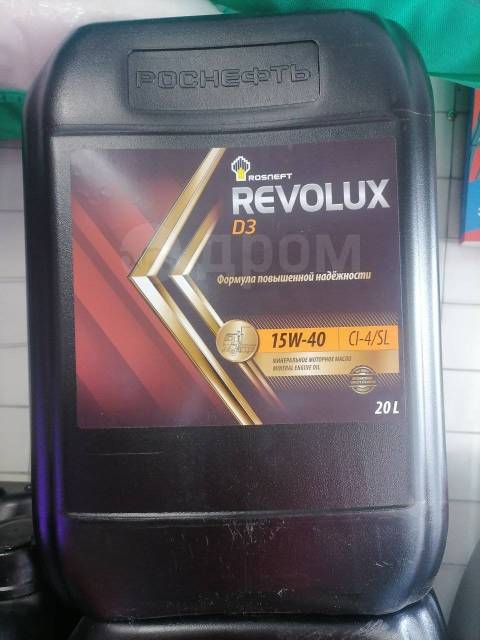 РОСНЕФТЬ
ROSNEFT
REVOLUX
D3
дром
Формула повышенной надёжности
15W-40 CI-4/SL
МИНЕРАЛЬНОЕ МОТОРНОЕ МАСЛО
MINERAL ENGINE OIL
20 L